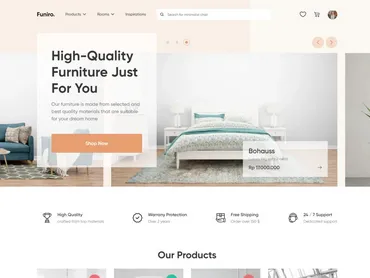 Funiro.
Products
Rooms
Inspirations
Search for minimalist chair
High-Quality
Furniture Just
For You
Our furniture is made from selected and
best quality materials that are suitable
for your dream home
Shop Now
Bohauss
Rp 17.000.000
High Quality
crafted from top materials
Warrany Protection
Over 2 years
Free Shipping
Order over 150 $
24 / 7 Support
Dedicated support
Our Products